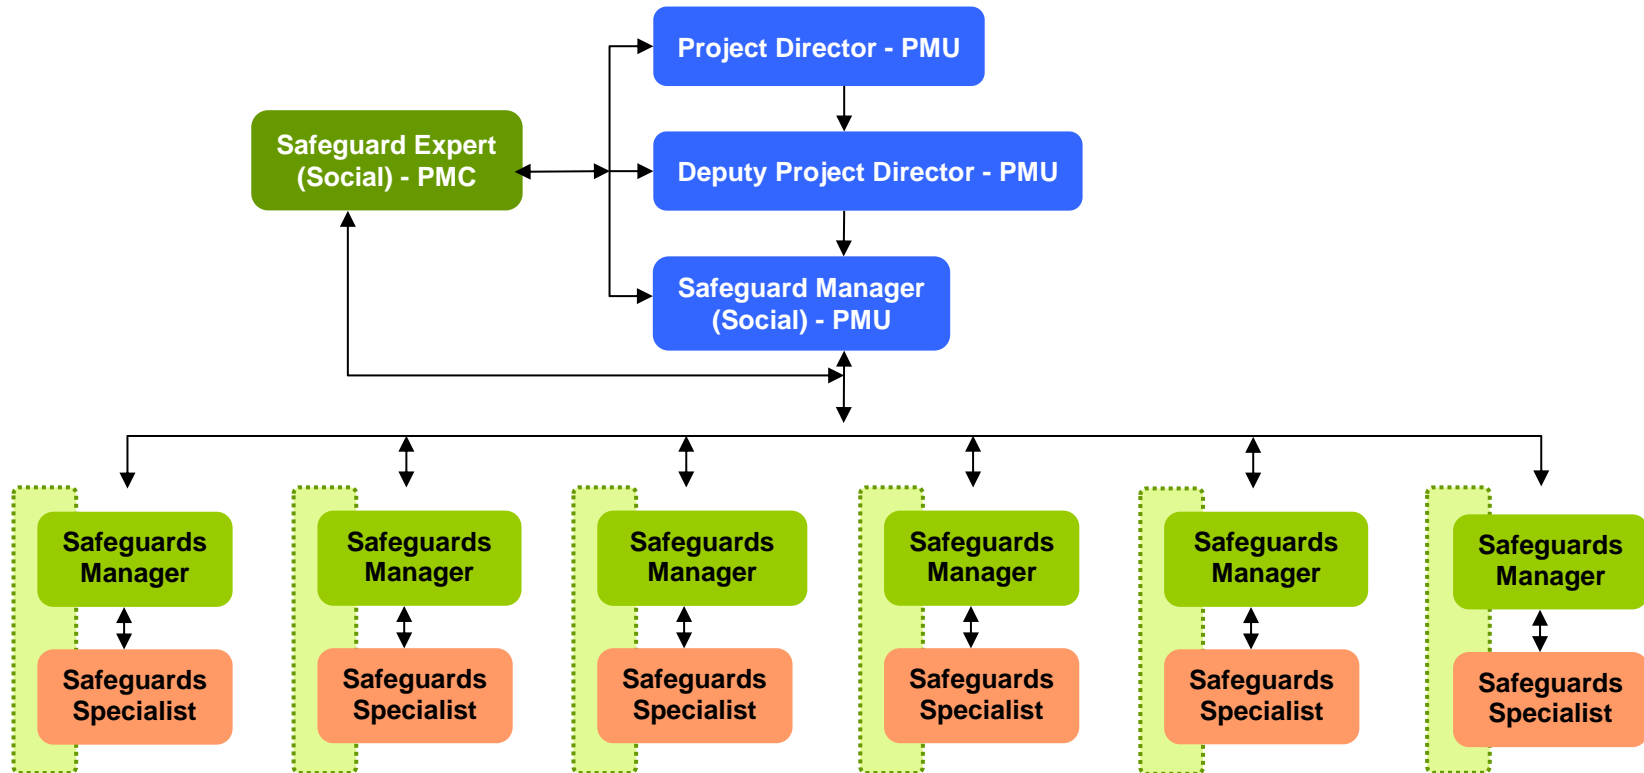 Project Director - PMU
Safeguard Expert
(Social) - PMC
Deputy Project Director - PMU
Safeguard Manager
(Social) - PMU
Safeguards
Manager
Safeguards
Manager
Safeguards
Manager
Safeguards
Manager
Safeguards
Manager
Safeguards
Manager
Safeguards
Specialist
Safeguards
Specialist
Safeguards
Specialist
Safeguards
Specialist
Safeguards
Specialist
Safeguards
Specialist